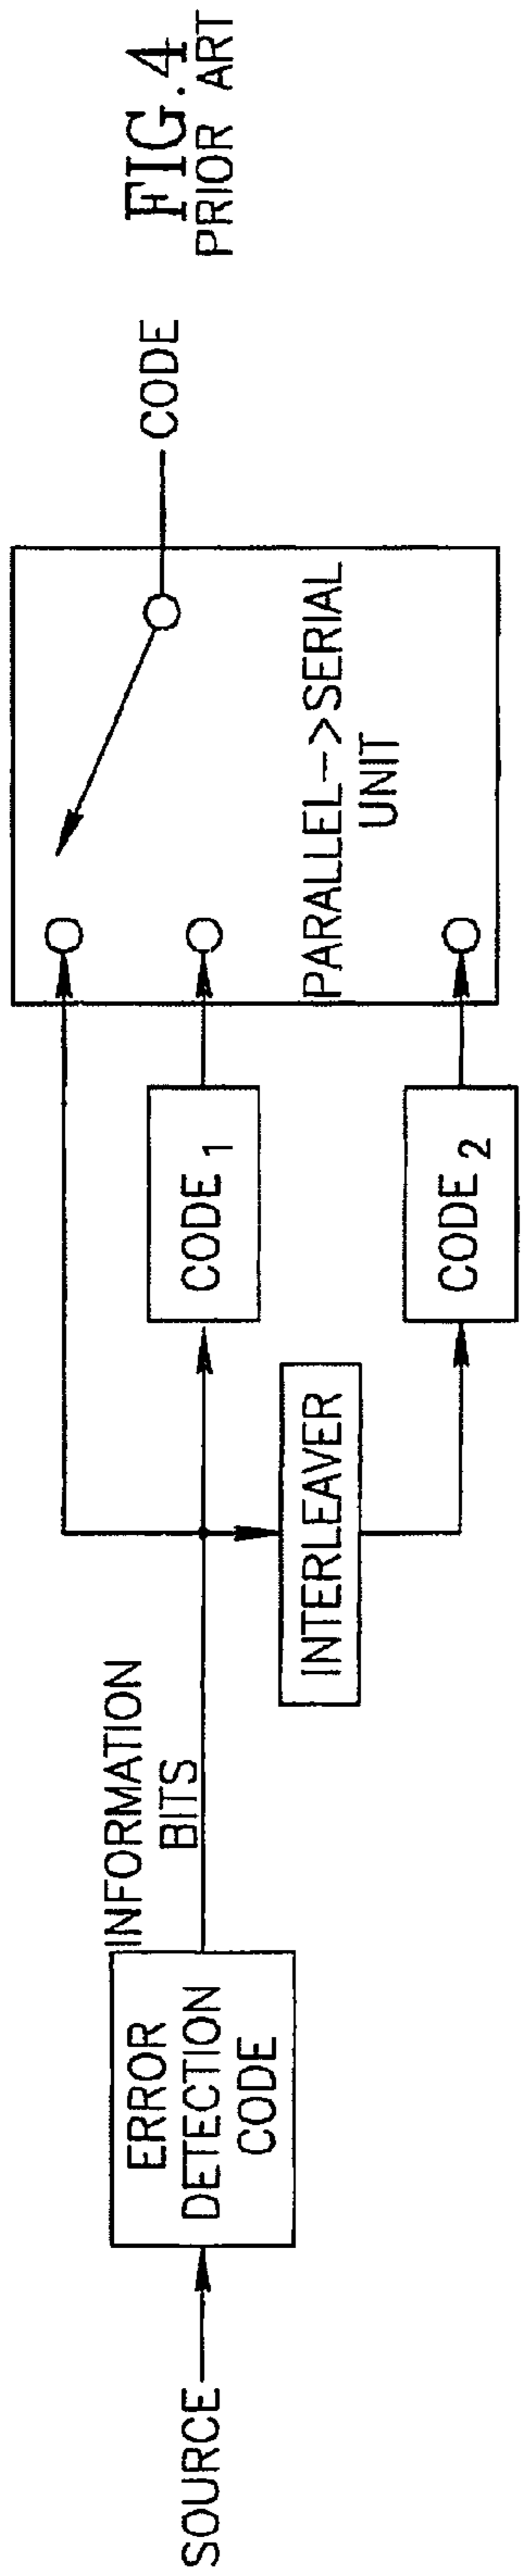 SOURCE
ERROR
DETECTION
CODE
INFORMATION
BITS
INTERLEAVER
CODE 1
CODE 2
PARALLEL->SERIAL
UNIT
CODE
FIG.4
PRIOR ART